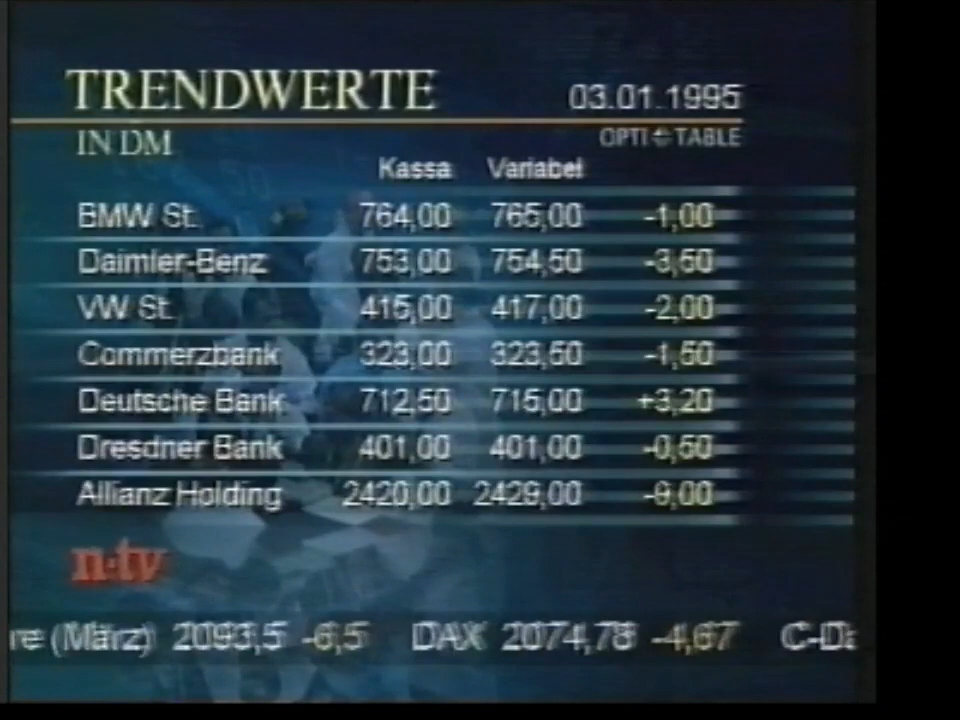 TRENDWERTE 03.01.1995
IN DM OPTI TABLE
Kassa Variabel
BMW St. 764,00 765,00 -1,00
Daimler-Benz 753,00 754,50 -3,50
VW St. 415,00 417,00 -2,00
Commerzbank 323,00 323,50 -1,50
Deutsche Bank 712,50 715,00 +3,20
Dresdner Bank 401,00 401,00 -0,50
Allianz Holding 2420,00 2429,00 -9,00
n-tv
re (März) 2093,5 -6,5 DAX 2074,78 -4,67 C-Da